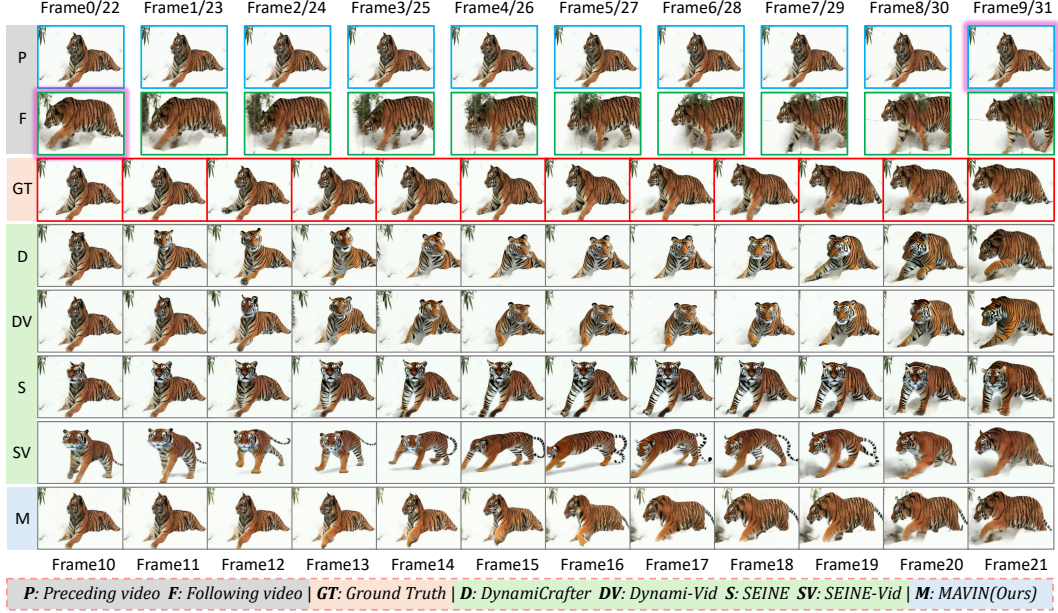 Frame0/22 Frame1/23 Frame2/24 Frame3/25 Frame4/26 Frame5/27 Frame6/28 Frame7/29 Frame8/30 Frame9/31
P
F
GT
D
DV
S
SV
M
Frame10 Frame11 Frame12 Frame13 Frame14 Frame15 Frame16 Frame17 Frame18 Frame19 Frame20 Frame21
P: Preceding video F: Following video | GT: Ground Truth | D: DynamiCrafter DV: Dynami-Vid S: SEINE SV: SEINE-Vid | M: MAVIN(Ours)